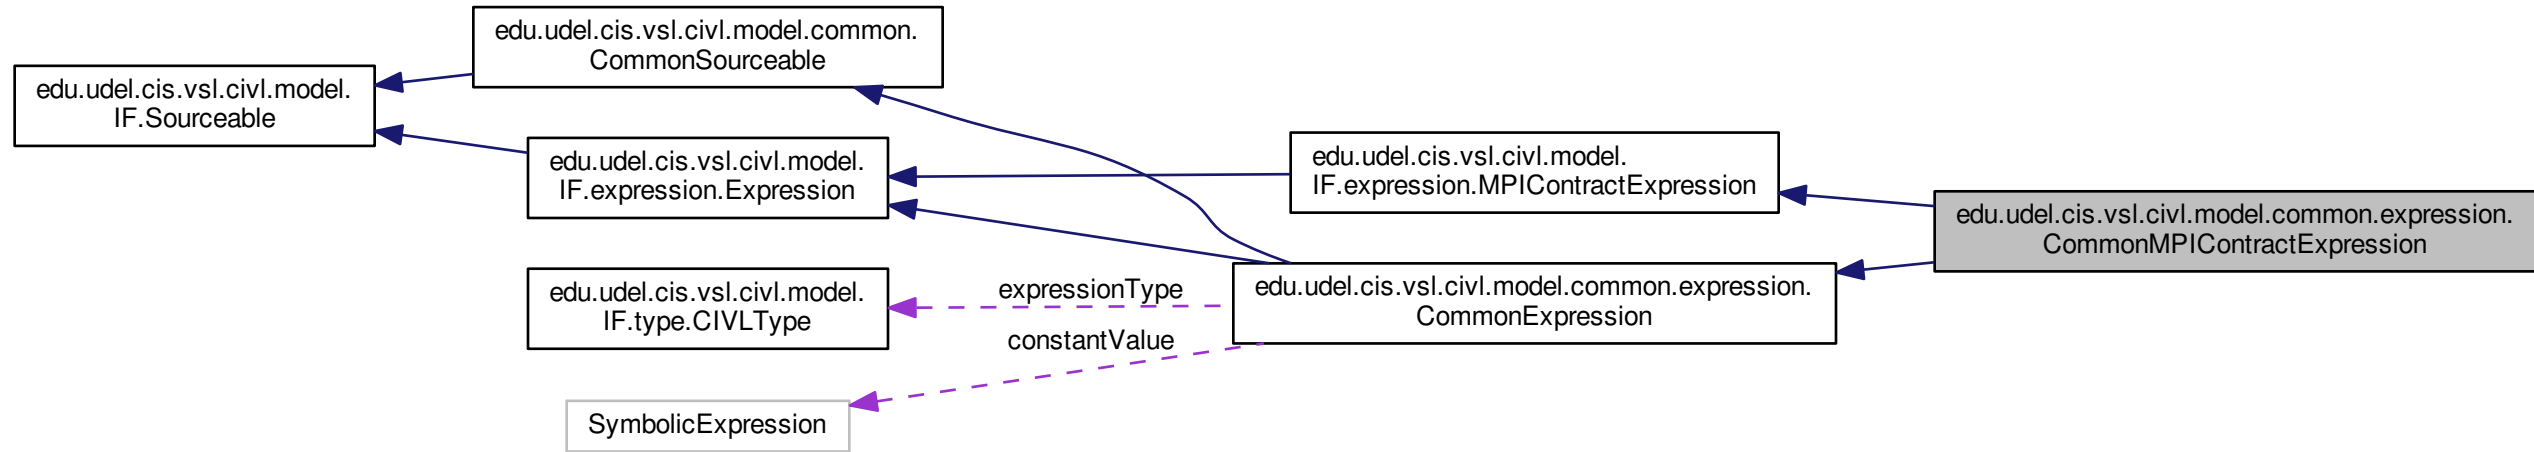 edu.udel.cis.vsl.civl.model.common.
CommonSourceable
edu.udel.cis.vsl.civl.model.
IF.Sourceable
edu.udel.cis.vsl.civl.model.
IF.expression.Expression
edu.udel.cis.vsl.civl.model.
IF.expression.MPIContractExpression
edu.udel.cis.vsl.civl.model.common.expression.
CommonMPIContractExpression
edu.udel.cis.vsl.civl.model.
IF.type.CIVLType
expressionType
edu.udel.cis.vsl.civl.model.common.expression.
CommonExpression
constantValue
SymbolicExpression